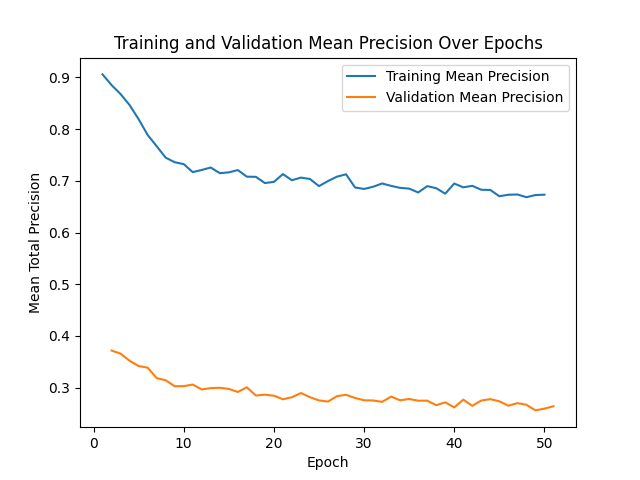 Training and Validation Mean Precision Over Epochs
Training Mean Precision
Validation Mean Precision
Mean Total Precision
0.9
0.8
0.7
0.6
0.5
0.4
0.3
0 10 20 30 40 50
Epoch